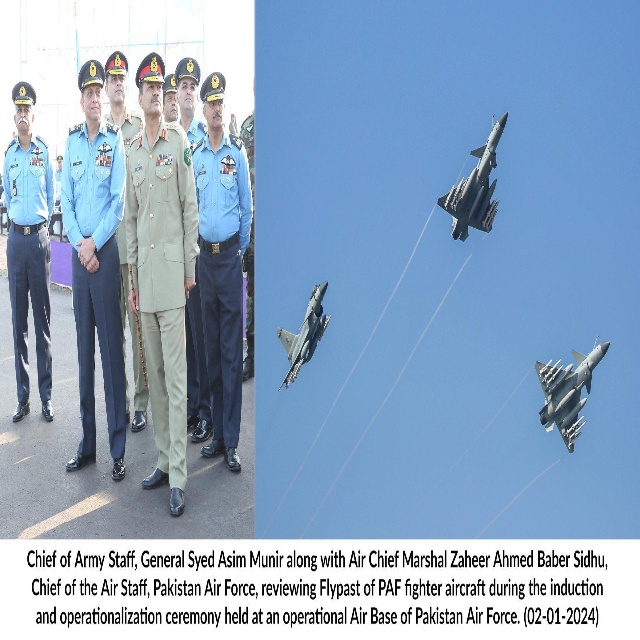 Chief of Army Staff, General Syed Asim Munir along with Air Chief Marshal Zaheer Ahmed Baber Sidhu,
Chief of the Air Staff, Pakistan Air Force, reviewing Flypast of PAF fighter aircraft during the induction
and operationalization ceremony held at an operational Air Base of Pakistan Air Force. (02-01-2024)